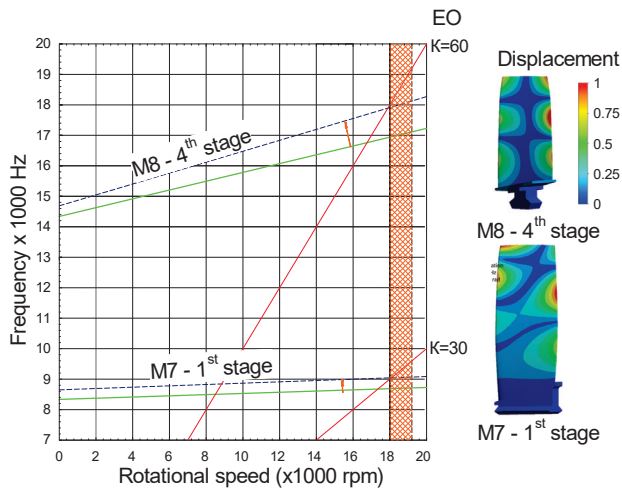 EO
K=60
20
19
18
17
16
15
14
13
12
11
10
9
8
7
Frequency x 1000 Hz
M8 - 4th stage
M7 - 1st stage
K=30
0 2 4 6 8 10 12 14 16 18 20
Rotational speed (x1000 rpm)
Displacement
1
0.75
0.5
0.25
0
M8 - 4th stage
M7 - 1st stage